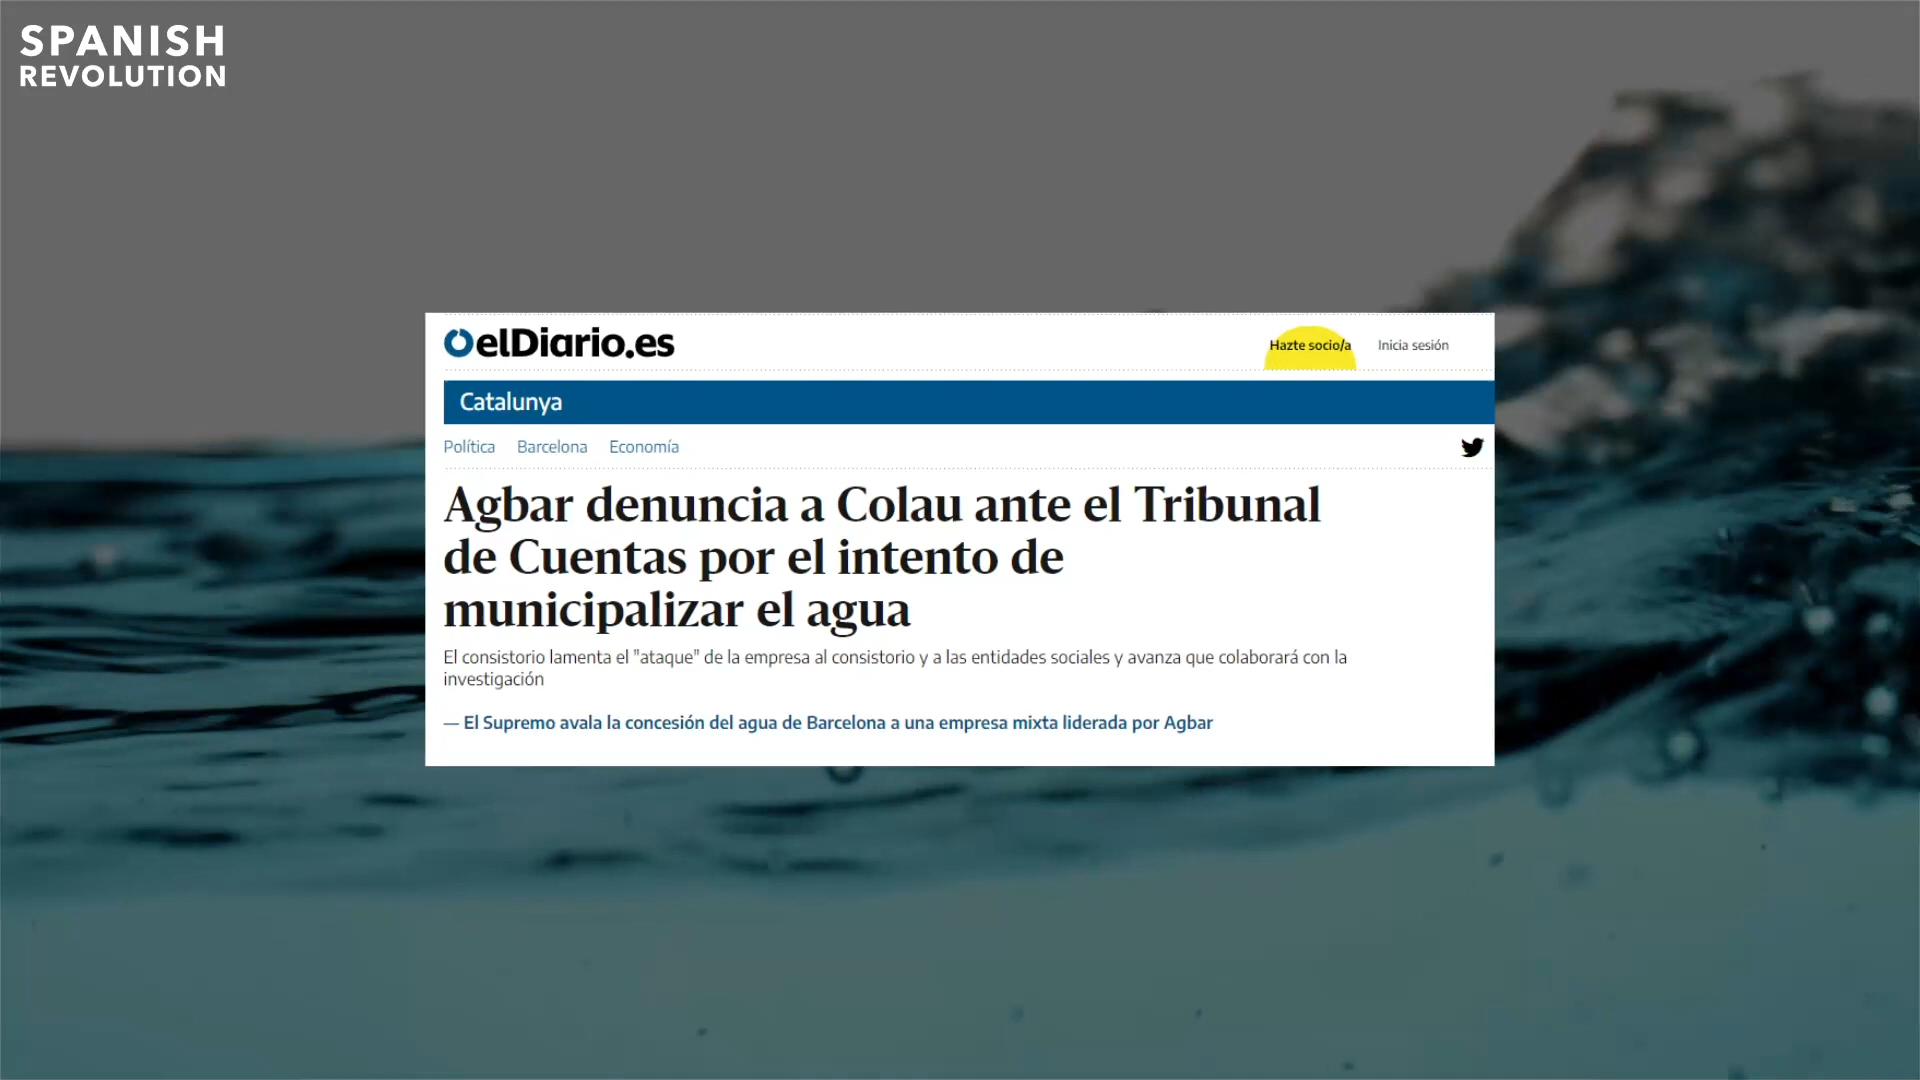 SPANISH
REVOLUTION
elDiario.es
Hazte socio/a
Inicia sesión
Catalunya
Política
Barcelona
Economía
Agbar denuncia a Colau ante el Tribunal
de Cuentas por el intento de
municipalizar el agua
El consistorio lamenta el "ataque" de la empresa al consistorio y a las entidades sociales y avanza que colaborará con la
investigación
— El Supremo avala la concesión del agua de Barcelona a una empresa mixta liderada por Agbar